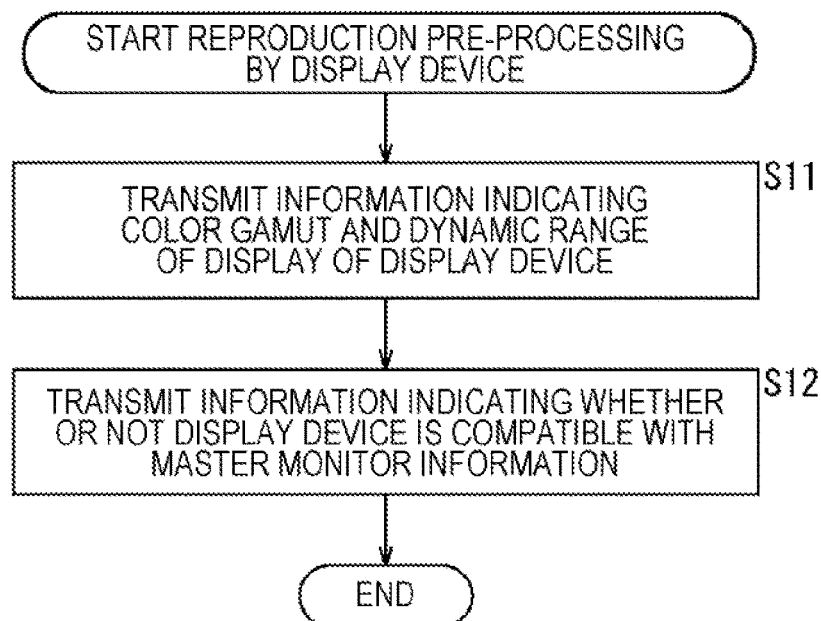 START REPRODUCTION PRE-PROCESSING
BY DISPLAY DEVICE
S11
TRANSMIT INFORMATION INDICATING
COLOR GAMUT AND DYNAMIC RANGE
OF DISPLAY OF DISPLAY DEVICE
S12
TRANSMIT INFORMATION INDICATING WHETHER
OR NOT DISPLAY DEVICE IS COMPATIBLE WITH
MASTER MONITOR INFORMATION
END